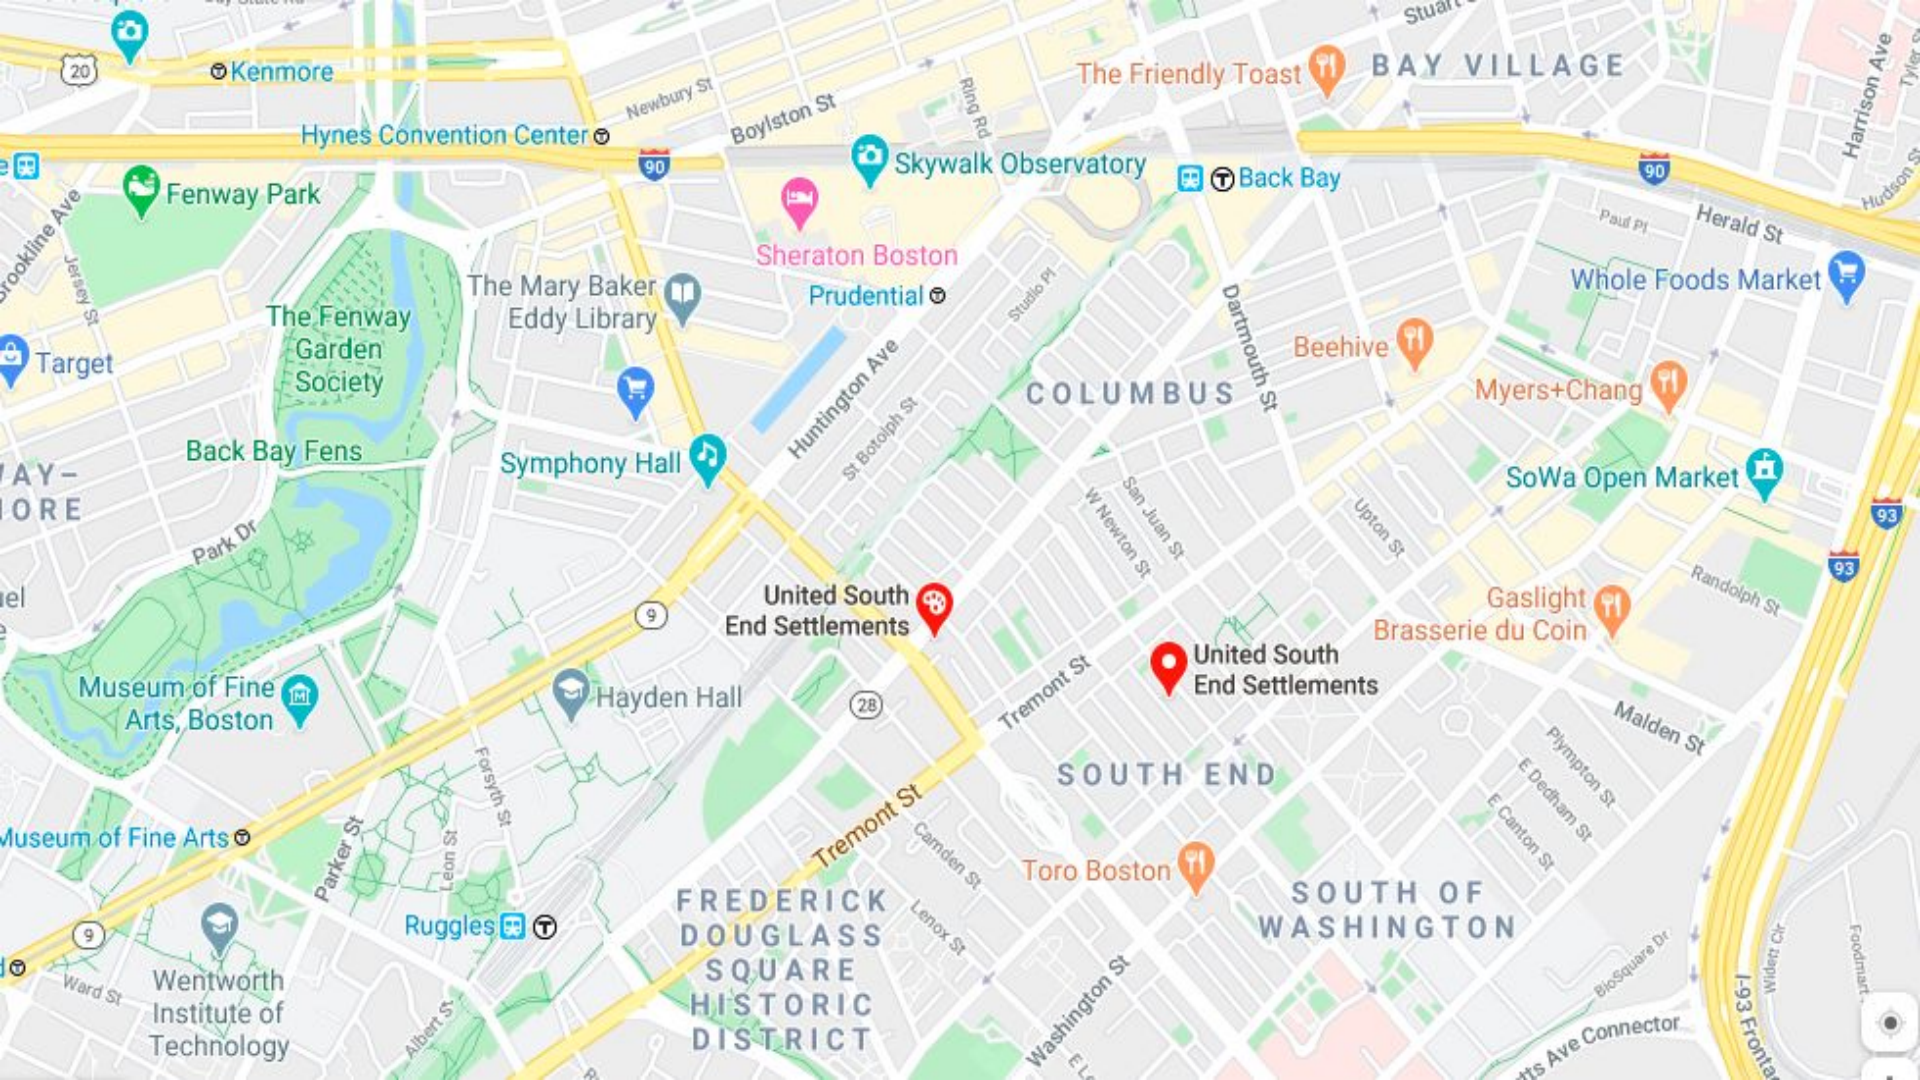 Stuart
BAY VILLAGE
The Friendly Toast
Harrison Ave
20
Kenmore
Newbury St
Ring Rd
Boylston St
Hynes Convention Center
90
Skywalk Observatory
Back Bay
90
Hudson St
Fenway Park
Brookline Ave
Jersey St
Paul Pl
Herald St
Sheraton Boston
The Mary Baker
Eddy Library
Prudential
Studio Pl
Whole Foods Market
The Fenway
Garden
Society
Target
Huntington Ave
Dartmouth St
Beehive
COLUMBUS
Myers+Chang
St Botolph St
Back Bay Fens
Symphony Hall
SoWa Open Market
W Newton St
San Juan St
Upton St
93
93
Park Dr
Randolph St
United South
End Settlements
9
Gaslight
Brasserie du Coin
United South
End Settlements
Museum of Fine
Arts, Boston
Hayden Hall
28
Tremont St
Malden St
Forsyth St
SOUTH END
Plympton St
E Dedham St
E Canton St
Museum of Fine Arts
Parker St
Leon St
Tremont St
Camden St
Toro Boston
FREDERICK
DOUGLASS
SQUARE
HISTORIC
DISTRICT
Lenox St
SOUTH OF
WASHINGTON
Ruggles
9
Ward St
Wentworth
Institute of
Technology
Albert St
Washington St
BioSquare Dr
Widett Cir
Foodmart
I-93 Fronta
ts Ave Connector